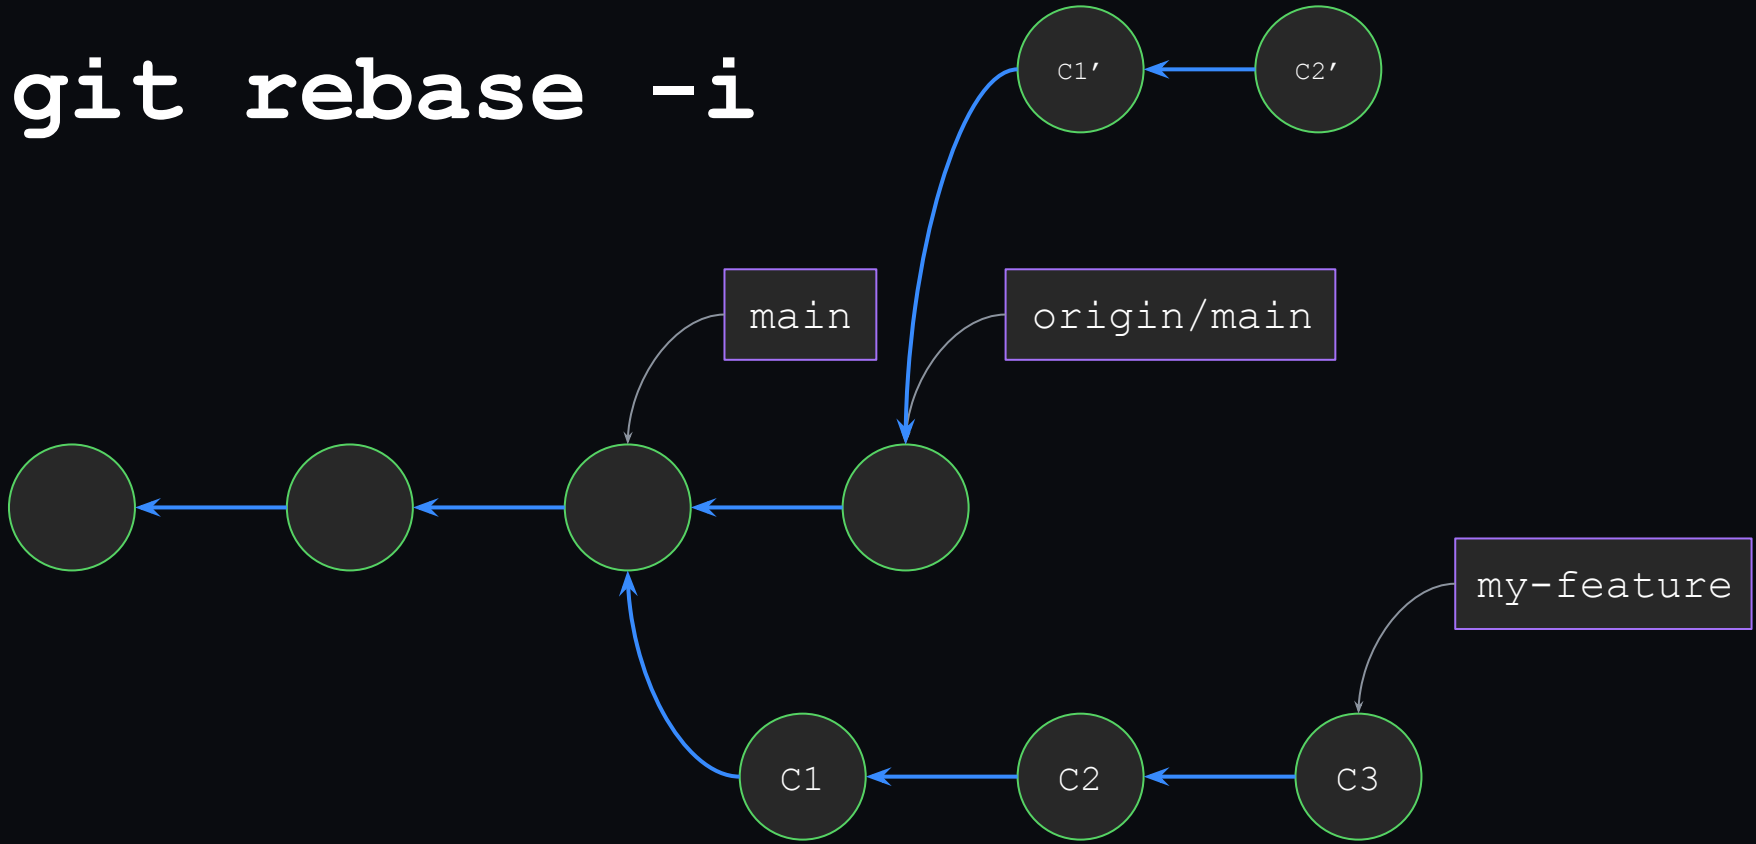 git rebase -i
C1’
C2’
main
origin/main
my-feature
C1
C2
C3